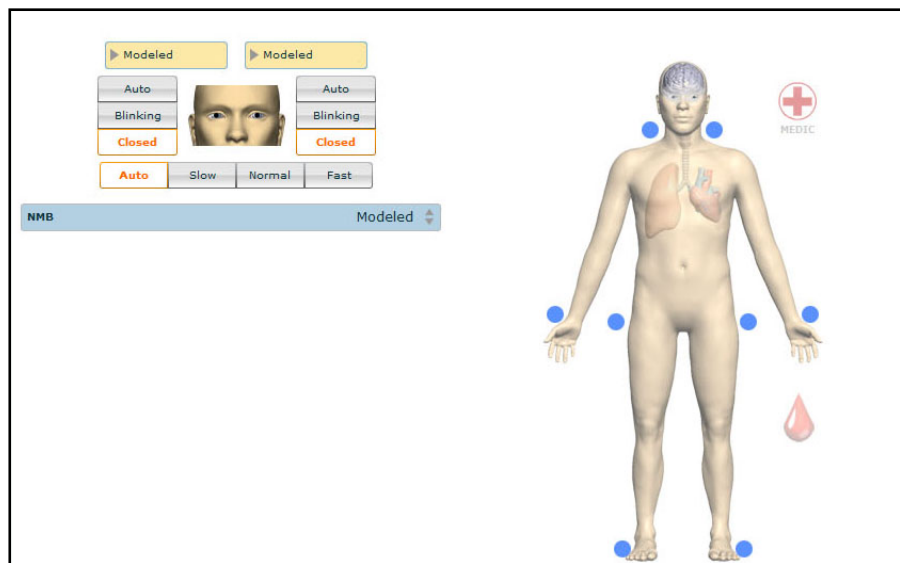 Modeled Modeled
Auto Auto
Blinking Blinking
Closed Closed
Auto Slow Normal Fast
NMB Modeled
MEDIC